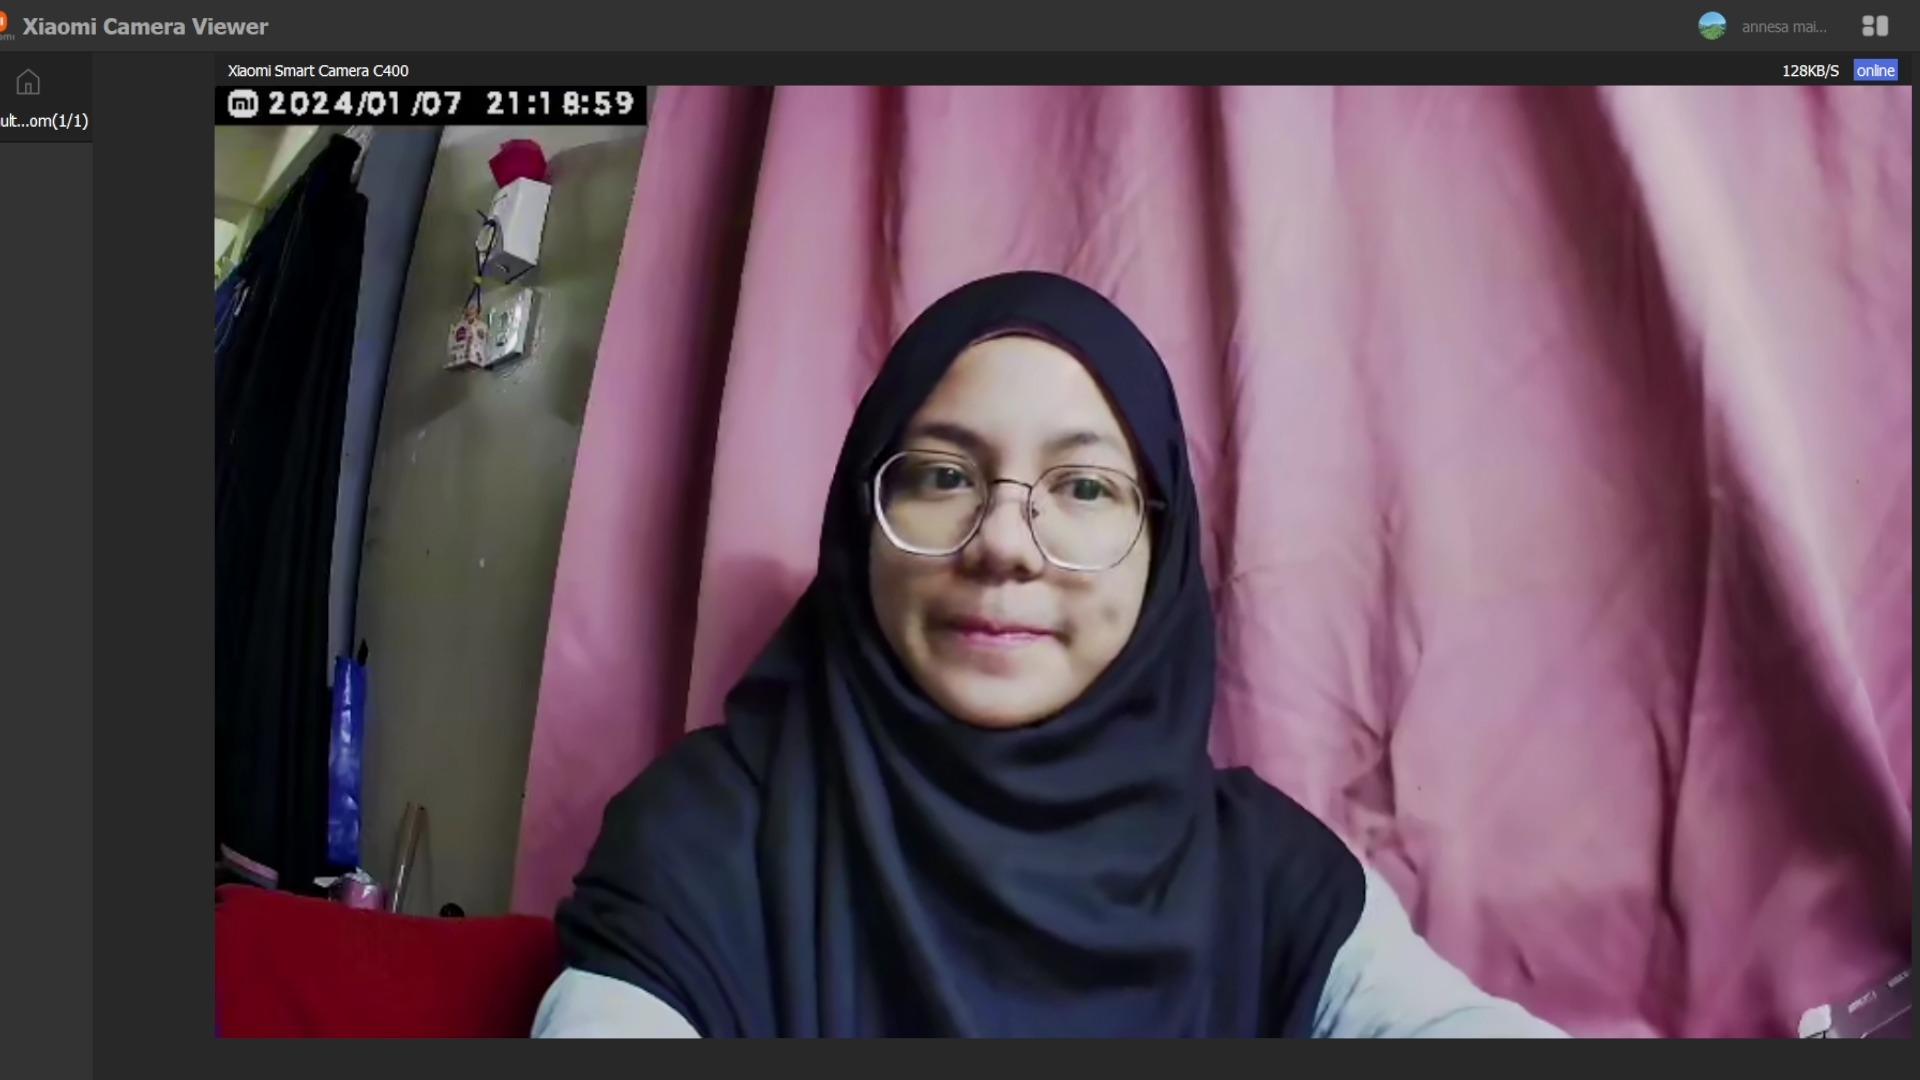 Xiaomi Camera Viewer
annesa mai...
Xiaomi Smart Camera C400
128KB/S
online
ult...om(1/1)
mi 2024/01/07 21:18:59